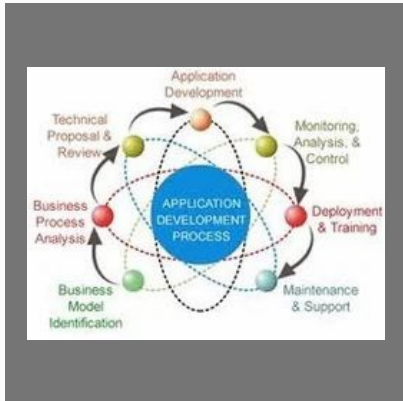 Application
Development
Technical
Proposal &
Review
Monitoring,
Analysis, &
Control
Business
Process
Analysis
APPLICATION
DEVELOPMENT
PROCESS
Deployment
& Training
Business
Model
Identification
Maintenance
& Support